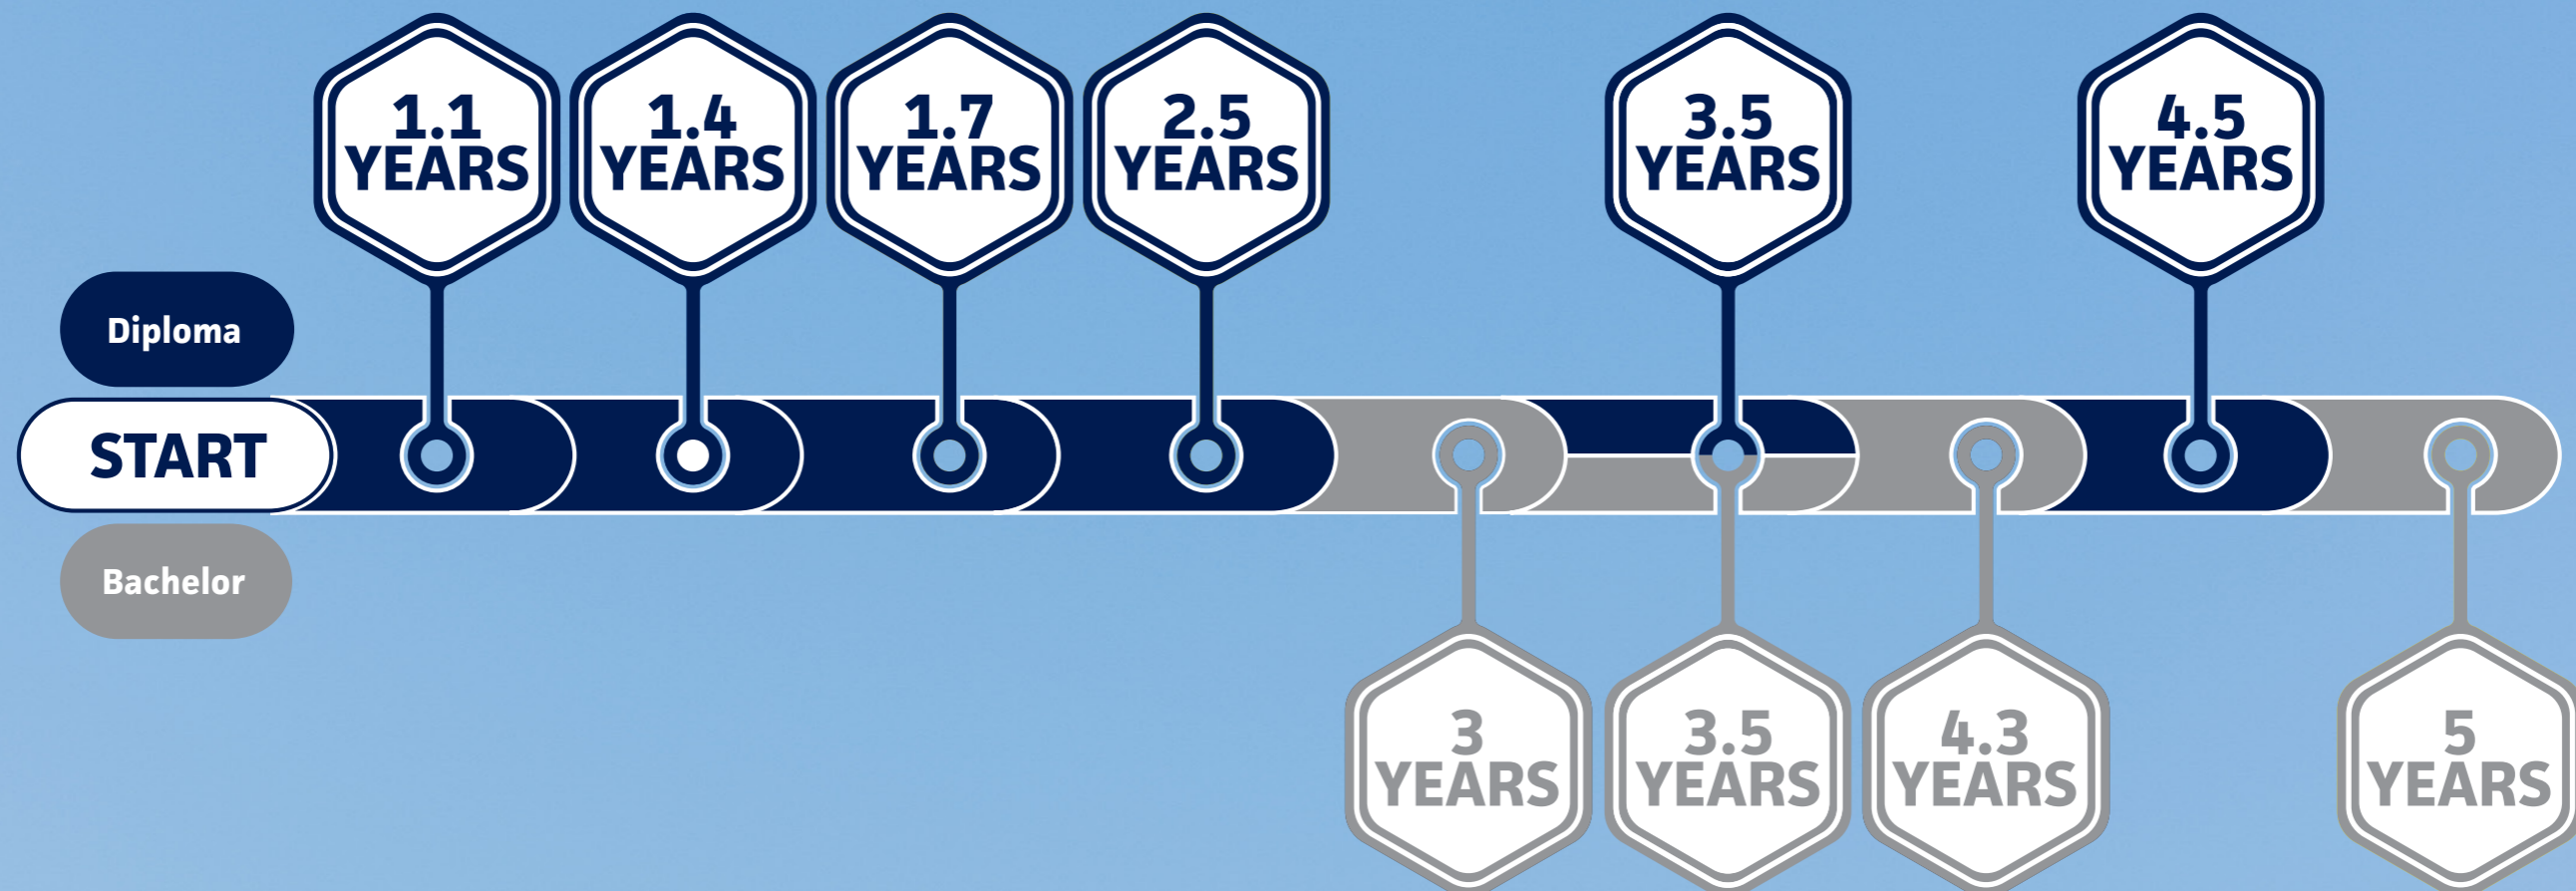 1.1
YEARS
1.4
YEARS
1.7
YEARS
2.5
YEARS
3.5
YEARS
4.5
YEARS
Diploma
START
Bachelor
3
YEARS
3.5
YEARS
4.3
YEARS
5
YEARS